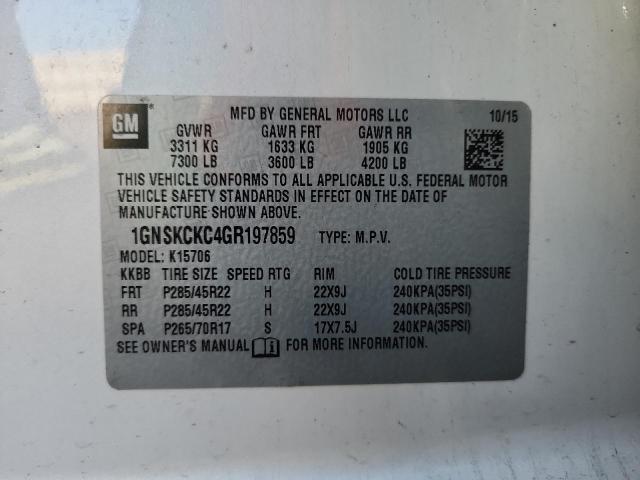 GM
MFD BY GENERAL MOTORS LLC 10/15
GVWR GAWR FRT GAWR RR
3311 KG 1633 KG 1905 KG
7300 LB 3600 LB 4200 LB
THIS VEHICLE CONFORMS TO ALL APPLICABLE U.S. FEDERAL MOTOR
VEHICLE SAFETY STANDARDS IN EFFECT ON THE DATE OF
MANUFACTURE SHOWN ABOVE.
1GNSKCKC4GR197859 TYPE: M.P.V.
MODEL: K15706
KKBB TIRE SIZE SPEED RTG RIM COLD TIRE PRESSURE
FRT P285/45R22 H 22X9J 240KPA(35PSI)
RR P285/45R22 H 22X9J 240KPA(35PSI)
SPA P265/70R17 S 17X7.5J 240KPA(35PSI)
SEE OWNER'S MANUAL FOR MORE INFORMATION.